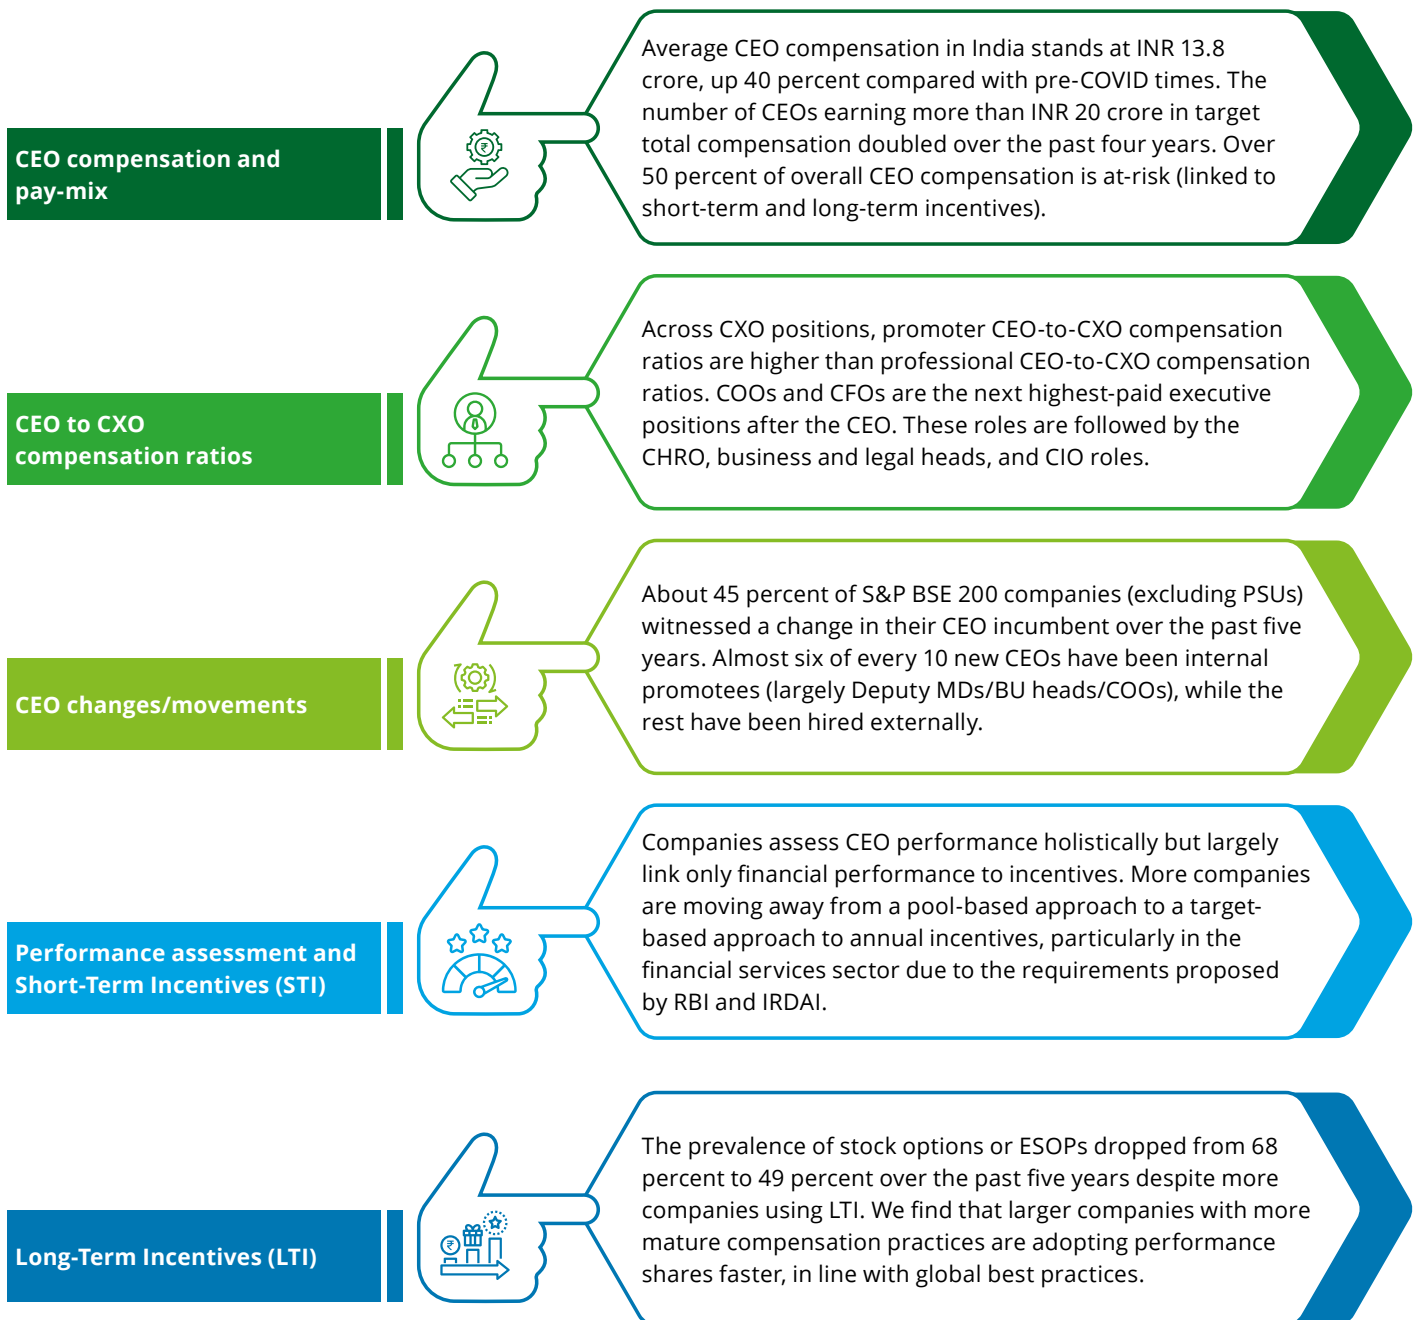 CEO compensation and
pay-mix
Average CEO compensation in India stands at INR 13.8
crore, up 40 percent compared with pre-COVID times. The
number of CEOs earning more than INR 20 crore in target
total compensation doubled over the past four years. Over
50 percent of overall CEO compensation is at-risk (linked to
short-term and long-term incentives).
CEO to CXO
compensation ratios
Across CXO positions, promoter CEO-to-CXO compensation
ratios are higher than professional CEO-to-CXO compensation
ratios. COOs and CFOs are the next highest-paid executive
positions after the CEO. These roles are followed by the
CHRO, business and legal heads, and CIO roles.
CEO changes/movements
About 45 percent of S&P BSE 200 companies (excluding PSUs)
witnessed a change in their CEO incumbent over the past five
years. Almost six of every 10 new CEOs have been internal
promotees (largely Deputy MDs/BU heads/COOs), while the
rest have been hired externally.
Performance assessment and
Short-Term Incentives (STI)
Companies assess CEO performance holistically but largely
link only financial performance to incentives. More companies
are moving away from a pool-based approach to a target-
based approach to annual incentives, particularly in the
financial services sector due to the requirements proposed
by RBI and IRDAI.
Long-Term Incentives (LTI)
The prevalence of stock options or ESOPs dropped from 68
percent to 49 percent over the past five years despite more
companies using LTI. We find that larger companies with more
mature compensation practices are adopting performance
shares faster, in line with global best practices.